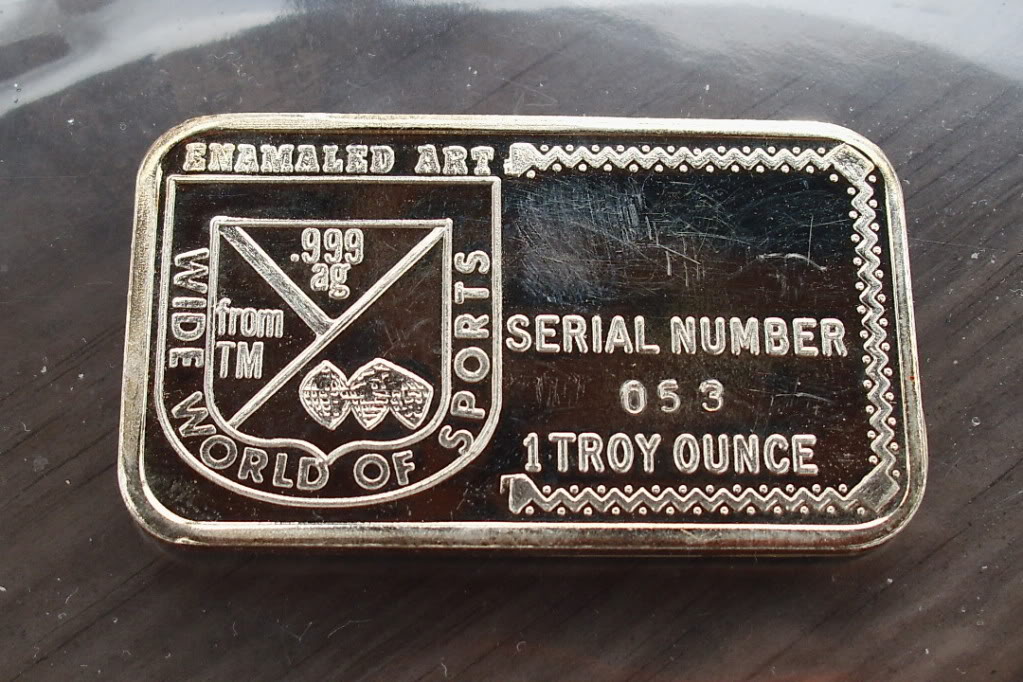 ENAMALED ART
WIDE WORLD OF SPORTS
.999
ag
from
TM
SERIAL NUMBER
053
1 TROY OUNCE